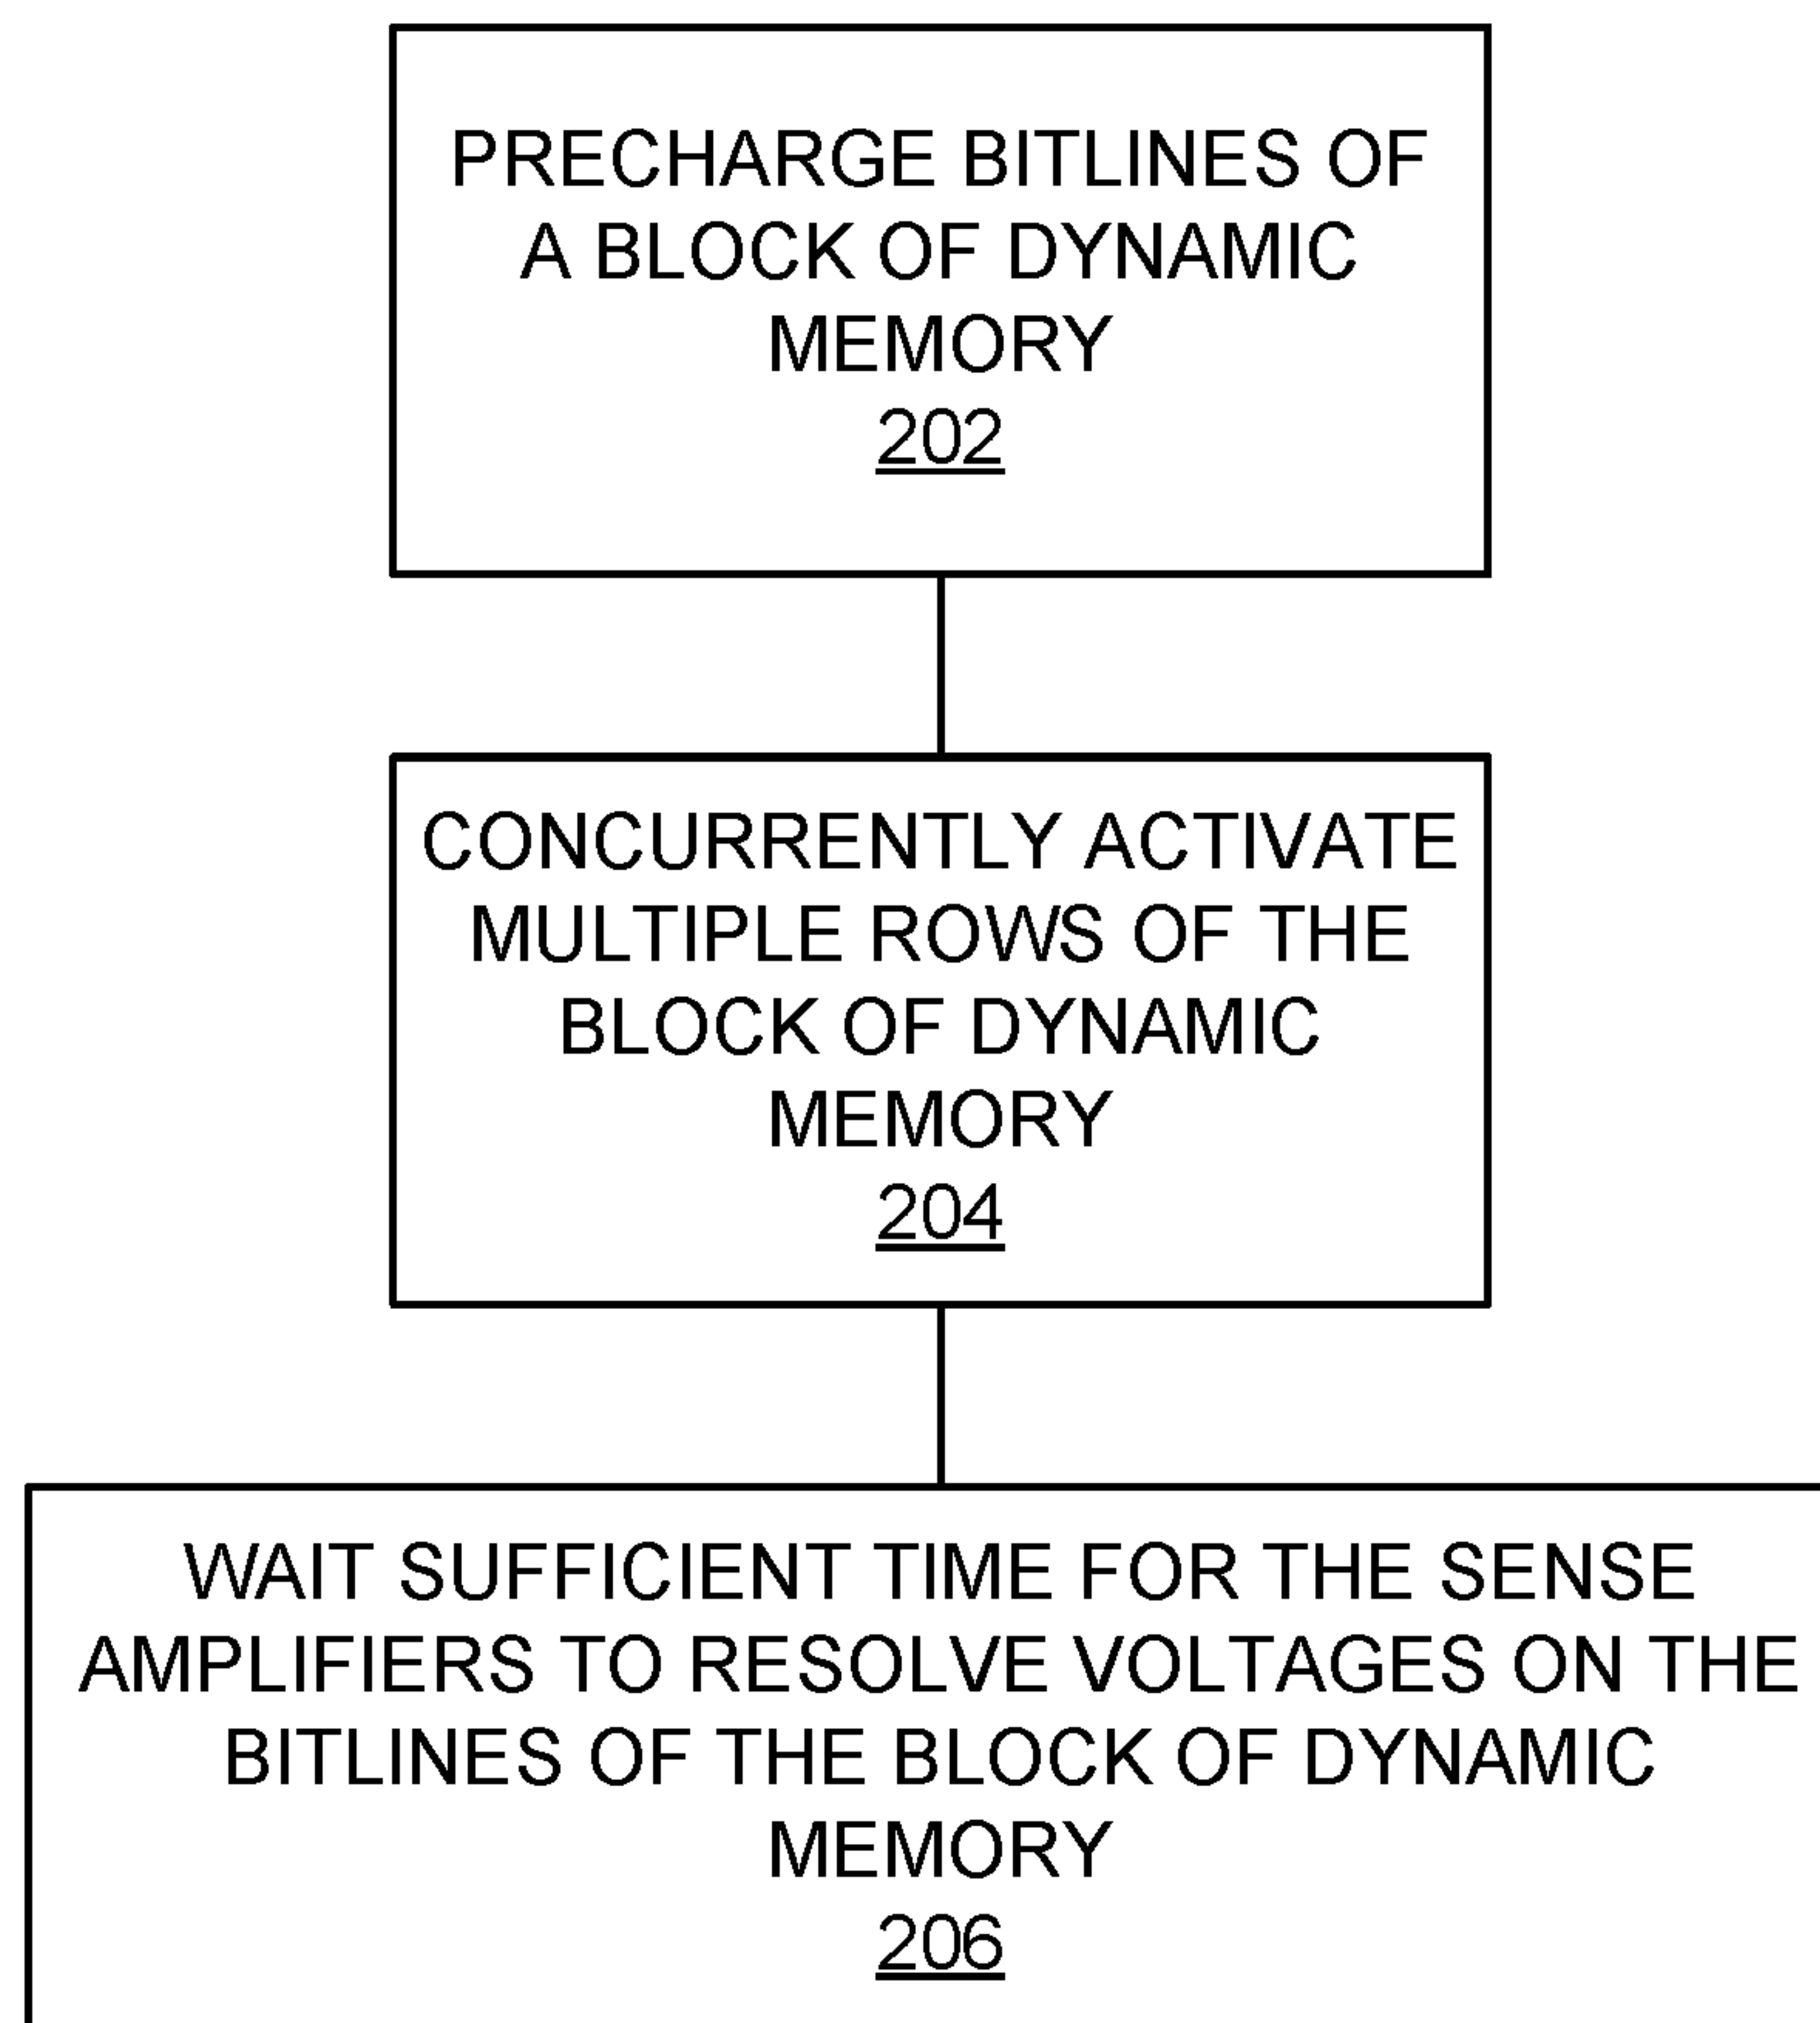 PRECHARGE BITLINES OF
A BLOCK OF DYNAMIC
MEMORY
202
CONCURRENTLY ACTIVATE
MULTIPLE ROWS OF THE
BLOCK OF DYNAMIC
MEMORY
204
WAIT SUFFICIENT TIME FOR THE SENSE
AMPLIFIERS TO RESOLVE VOLTAGES ON THE
BITLINES OF THE BLOCK OF DYNAMIC
MEMORY
206